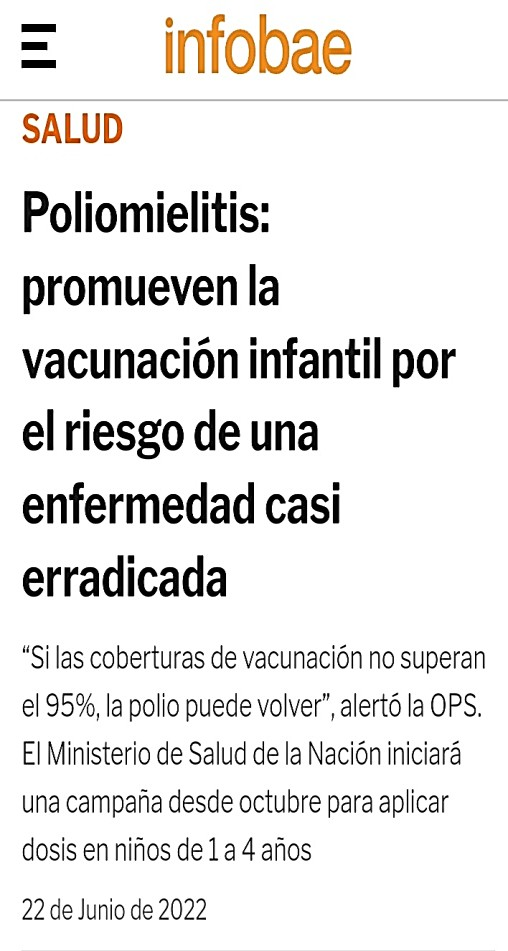 infobae
SALUD
Poliomielitis:
promueven la
vacunación infantil por
el riesgo de una
enfermedad casi
erradicada
“Si las coberturas de vacunación no superan
el 95%, la polio puede volver”, alertó la OPS.
El Ministerio de Salud de la Nación iniciará
una campaña desde octubre para aplicar
dosis en niños de 1 a 4 años
22 de Junio de 2022